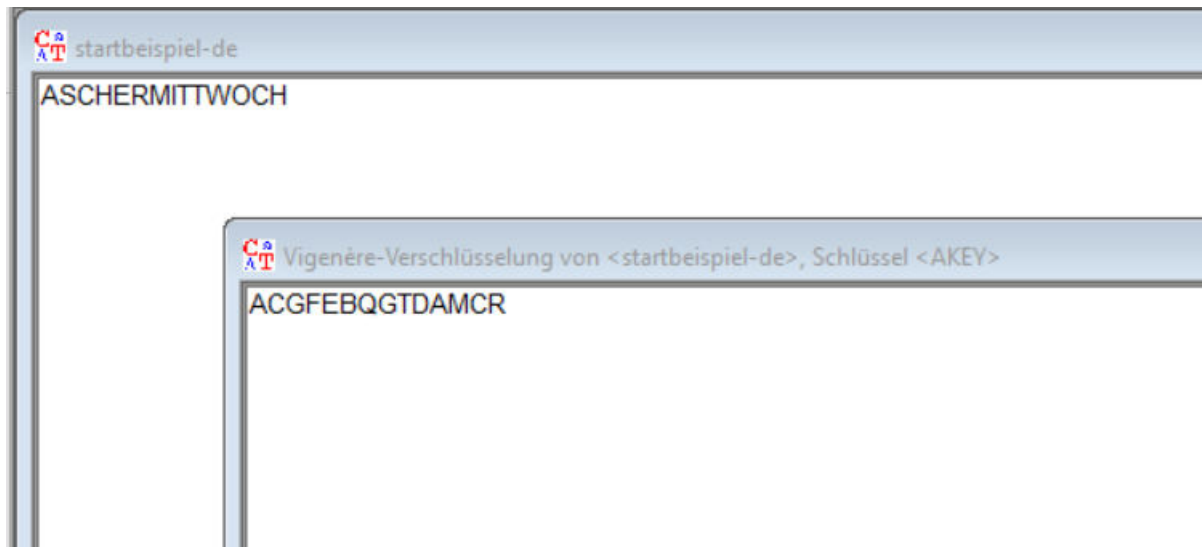 startbeispiel-de
ASCHERMITTWOCH
Vigenère-Verschlüsselung von <startbeispiel-de>, Schlüssel <AKEY>
ACGFEBQGTDAMCR